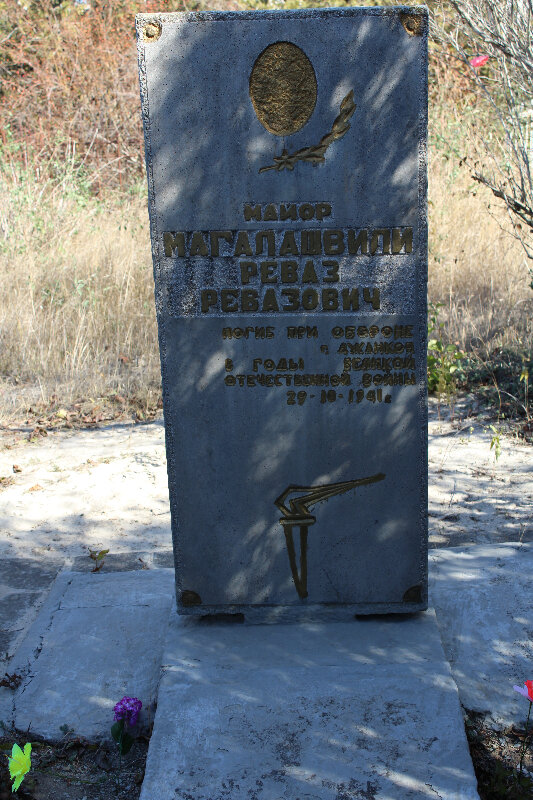 МАЙОР
МАГАЛАШВИЛИ
РЕВАЗ
РЕВАЗОВИЧ
ПОГИБ ПРИ ОБОРОНЕ
г. ДЖАНКОЯ
В ГОДЫ ВЕЛИКОЙ
ОТЕЧЕСТВЕННОЙ ВОЙНЫ
29-10-1941г.